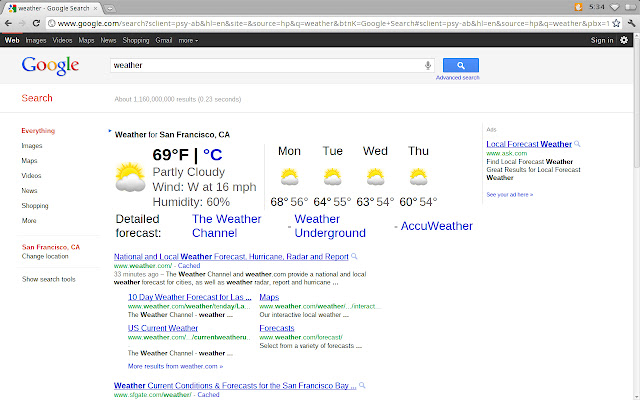 weather - Google Search
5:34
www.google.com/search?sclient=psy-ab&hl=en&site=&source=hp&q=weather&btnK=Google+Search#sclient=psy-ab&hl=en&source=hp&q=weather&pbx=1
Web Images Videos Maps News Shopping Gmail more Sign in
Google
weather
Advanced search
Search
About 1,160,000,000 results (0.23 seconds)
Everything
Images
Maps
Videos
News
Shopping
More
San Francisco, CA
Change location
Show search tools
Weather for San Francisco, CA
69°F | °C
Partly Cloudy
Wind: W at 16 mph
Humidity: 60%
Mon Tue Wed Thu
68° 56° 64° 55° 63° 54° 60° 54°
Detailed forecast: The Weather Channel - Weather Underground - AccuWeather
National and Local Weather Forecast, Hurricane, Radar and Report
www.weather.com/ - Cached
33 minutes ago – The Weather Channel and weather.com provide a national and local
weather forecast for cities, as well as weather radar, report and hurricane ...
10 Day Weather Forecast for Las ...
www.weather.com/weather/tenday/La...
The Weather Channel - weather ...
Maps
www.weather.com/weather/.../interact...
Our interactive local weather ...
US Current Weather
www.weather.com/.../currentweatheru...
The Weather Channel - weather ...
Forecasts
www.weather.com/forecast/
Select from a variety of forecasts ...
More results from weather.com »
Weather Current Conditions & Forecasts for the San Francisco Bay ...
www.sfgate.com/weather/ - Cached
Ads
Local Forecast Weather
www.ask.com
Find Local Forecast Weather
Great Results for Local Forecast
Weather
See your ad here »